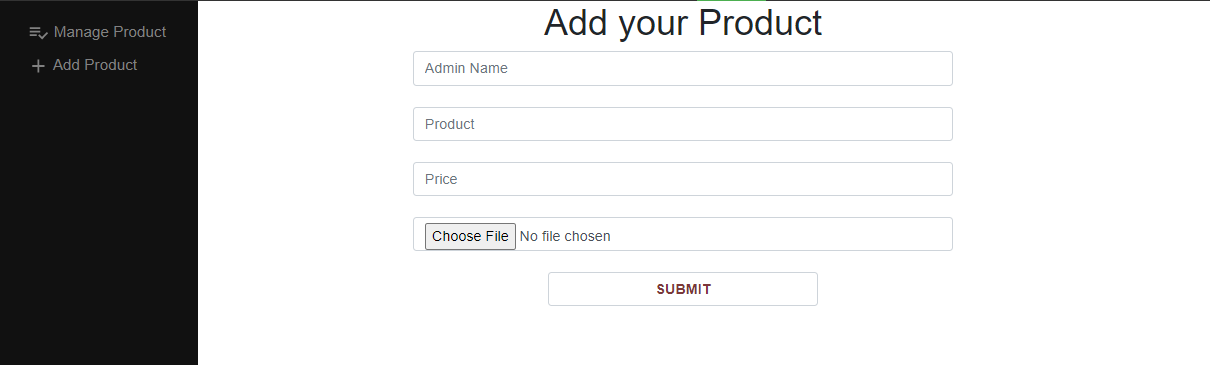 Manage Product
Add Product
Add your Product
Admin Name
Product
Price
Choose File No file chosen
SUBMIT